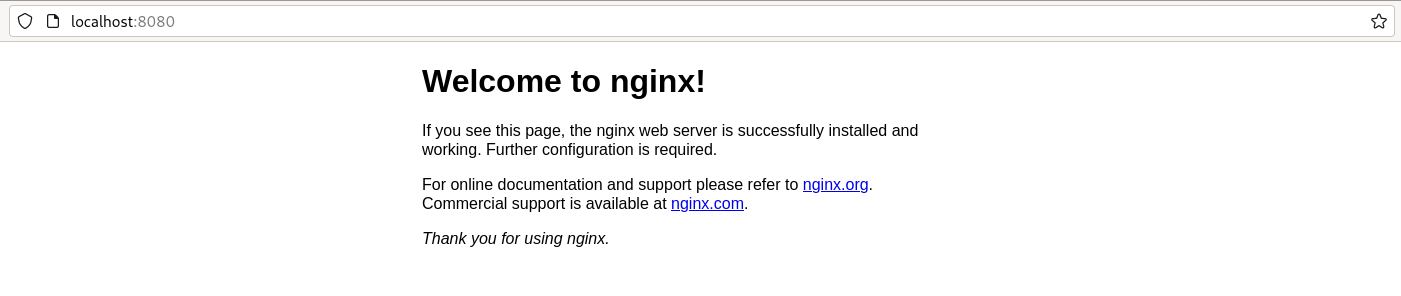 localhost:8080
Welcome to nginx!
If you see this page, the nginx web server is successfully installed and
working. Further configuration is required.
For online documentation and support please refer to nginx.org.
Commercial support is available at nginx.com.
Thank you for using nginx.